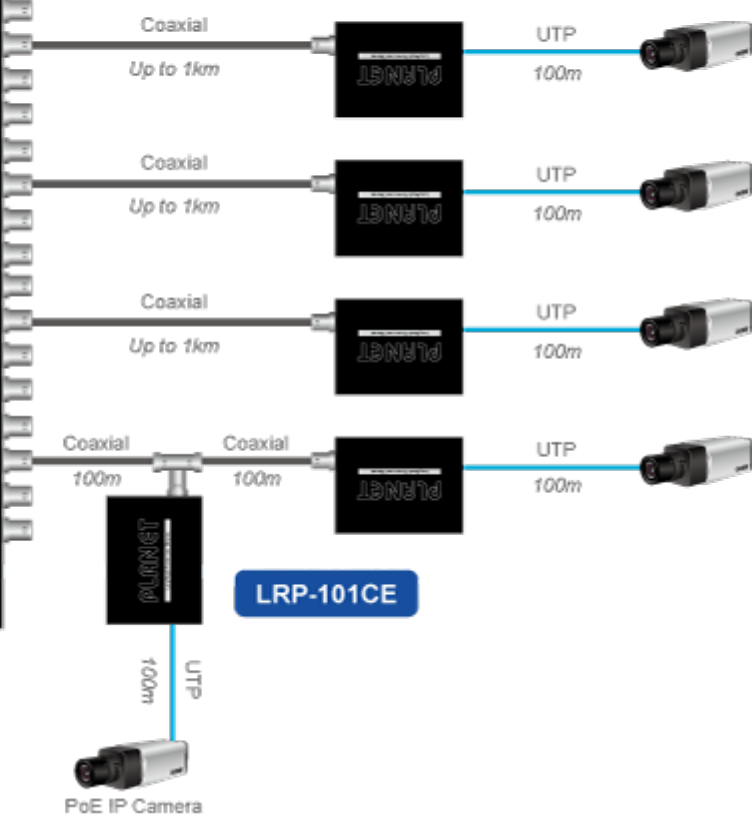 Coaxial
Up to 1km
PLANET
UTP
100m
Coaxial
Up to 1km
PLANET
UTP
100m
Coaxial
Up to 1km
PLANET
UTP
100m
Coaxial
100m
Coaxial
100m
PLANET
UTP
100m
PLANET
LRP-101CE
UTP
100m
PoE IP Camera